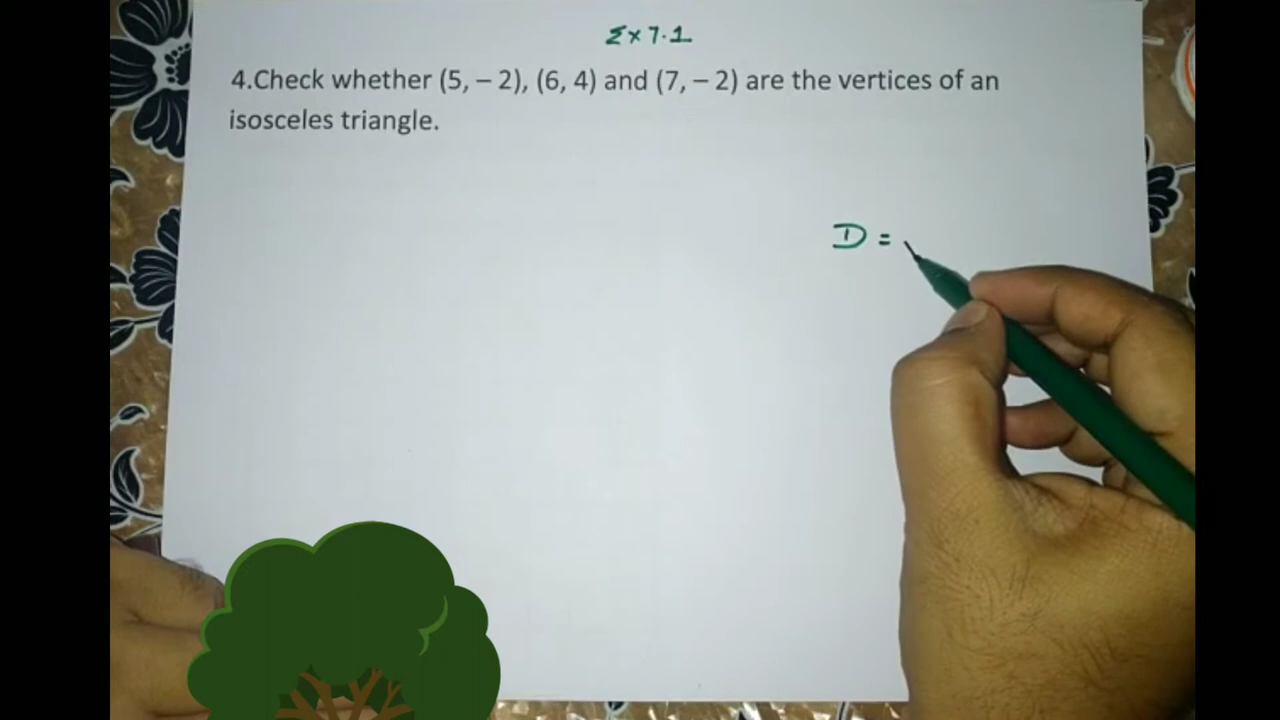 Ex 7.1
4.Check whether (5, – 2), (6, 4) and (7, – 2) are the vertices of an
isosceles triangle.
D =